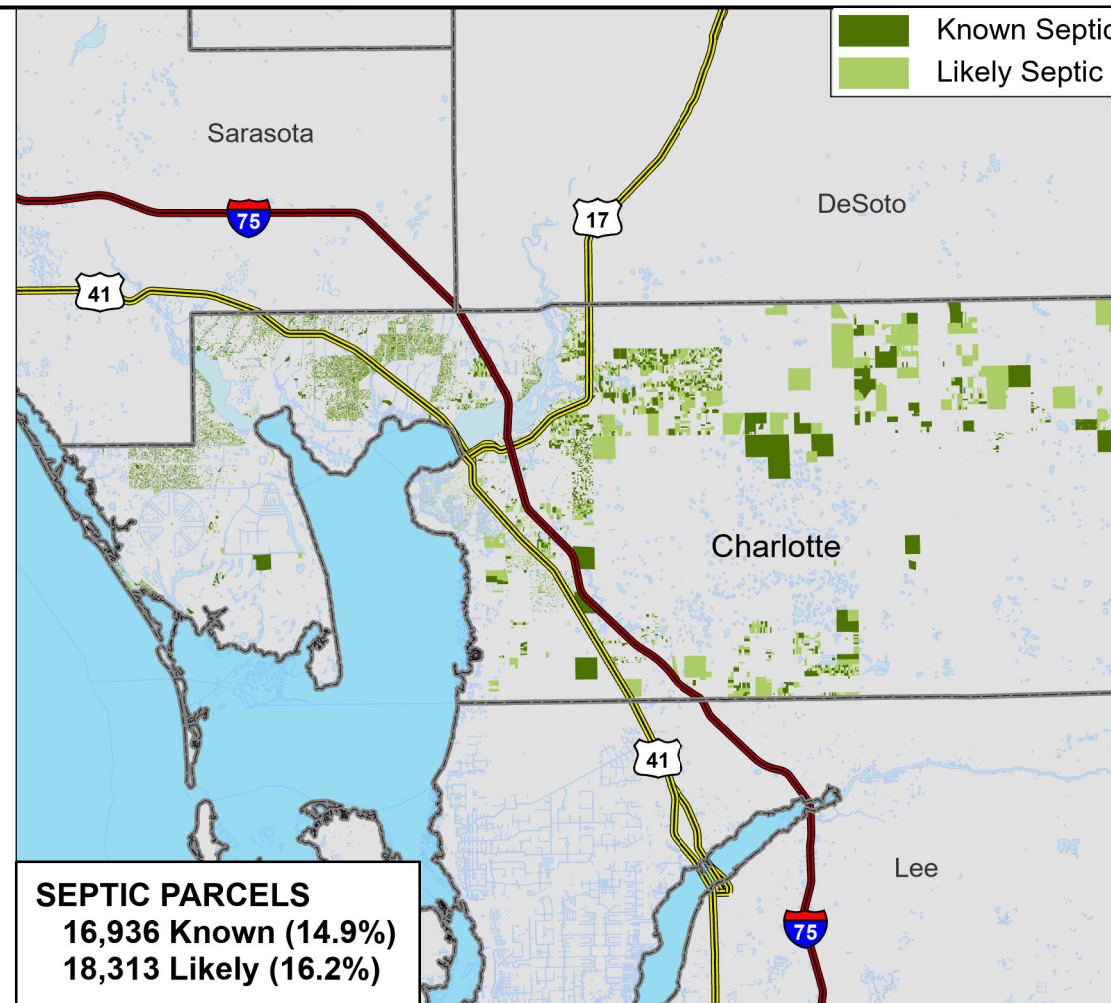 Known Septic
Likely Septic
Sarasota
DeSoto
75
17
41
Charlotte
41
Lee
75
SEPTIC PARCELS
16,936 Known (14.9%)
18,313 Likely (16.2%)